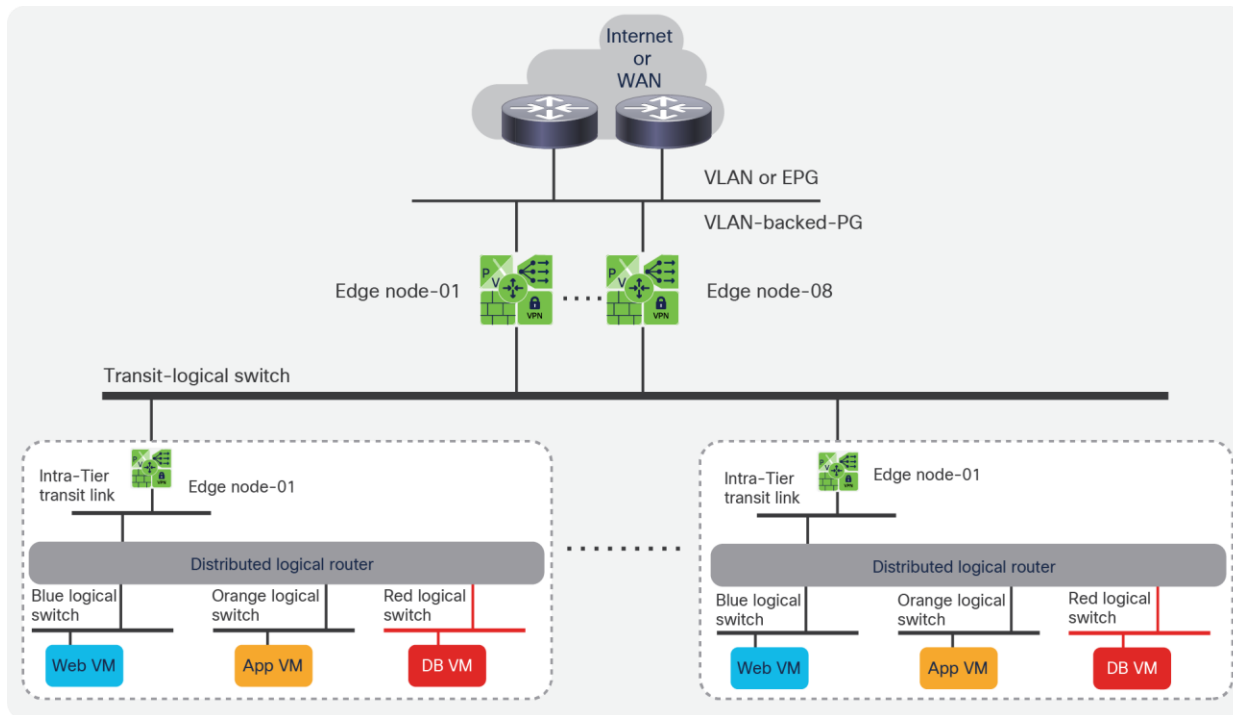 Internet
or
WAN
VLAN or EPG
VLAN-backed-PG
P
V
VPN
P
V
VPN
Edge node-01
Edge node-08
Transit-logical switch
P
V
VPN
Intra-Tier
transit link
Edge node-01
Distributed logical router
Blue logical
switch
Orange logical
switch
Red logical
switch
Web VM
App VM
DB VM
P
V
VPN
Intra-Tier
transit link
Edge node-01
Distributed logical router
Blue logical
switch
Orange logical
switch
Red logical
switch
Web VM
App VM
DB VM